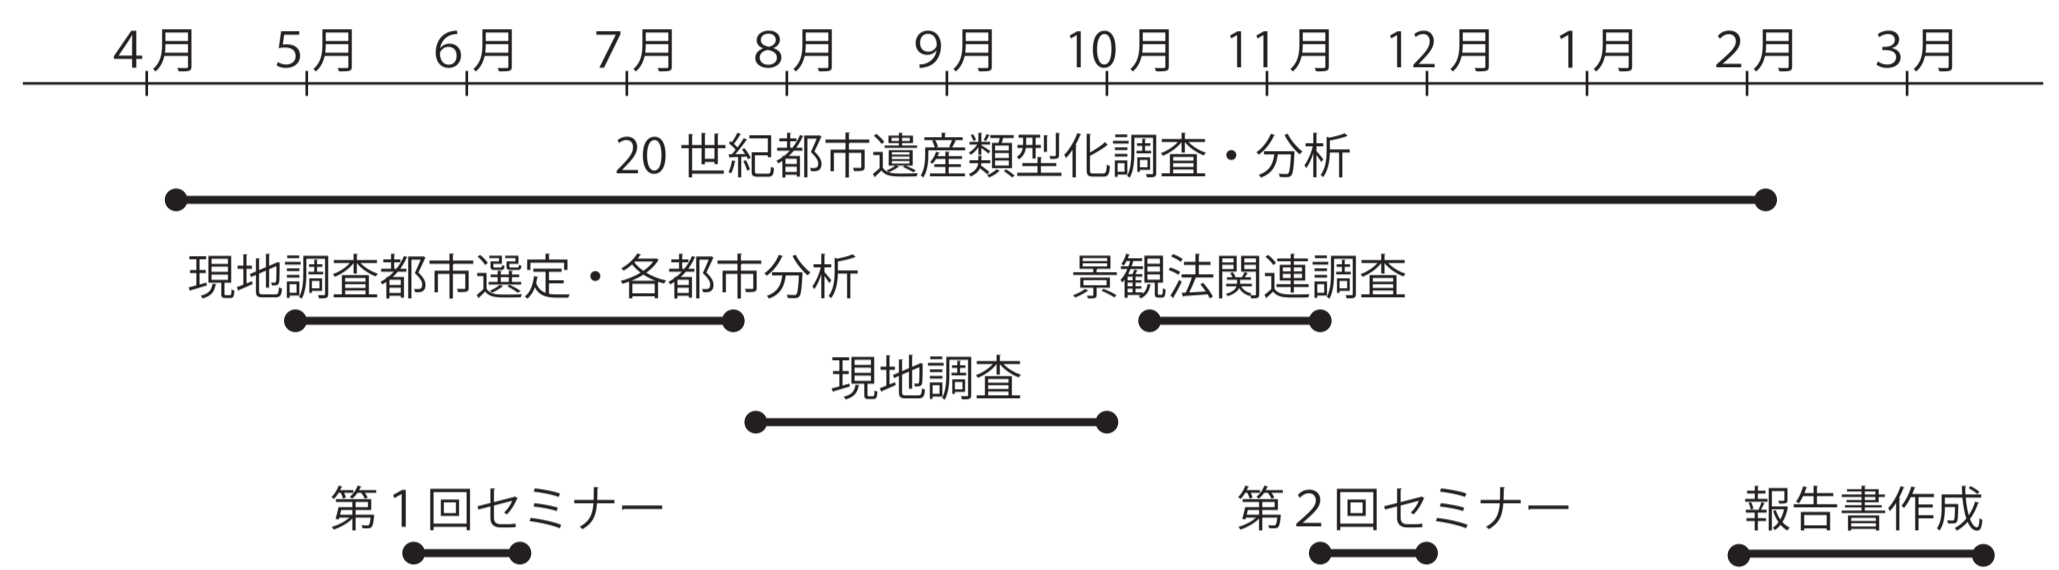 4月 5月 6月 7月 8月 9月 10月 11月 12月 1月 2月 3月
20世紀都市遺産類型化調査・分析
現地調査都市選定・各都市分析 景観法関連調査
現地調査
第1回セミナー 第2回セミナー 報告書作成